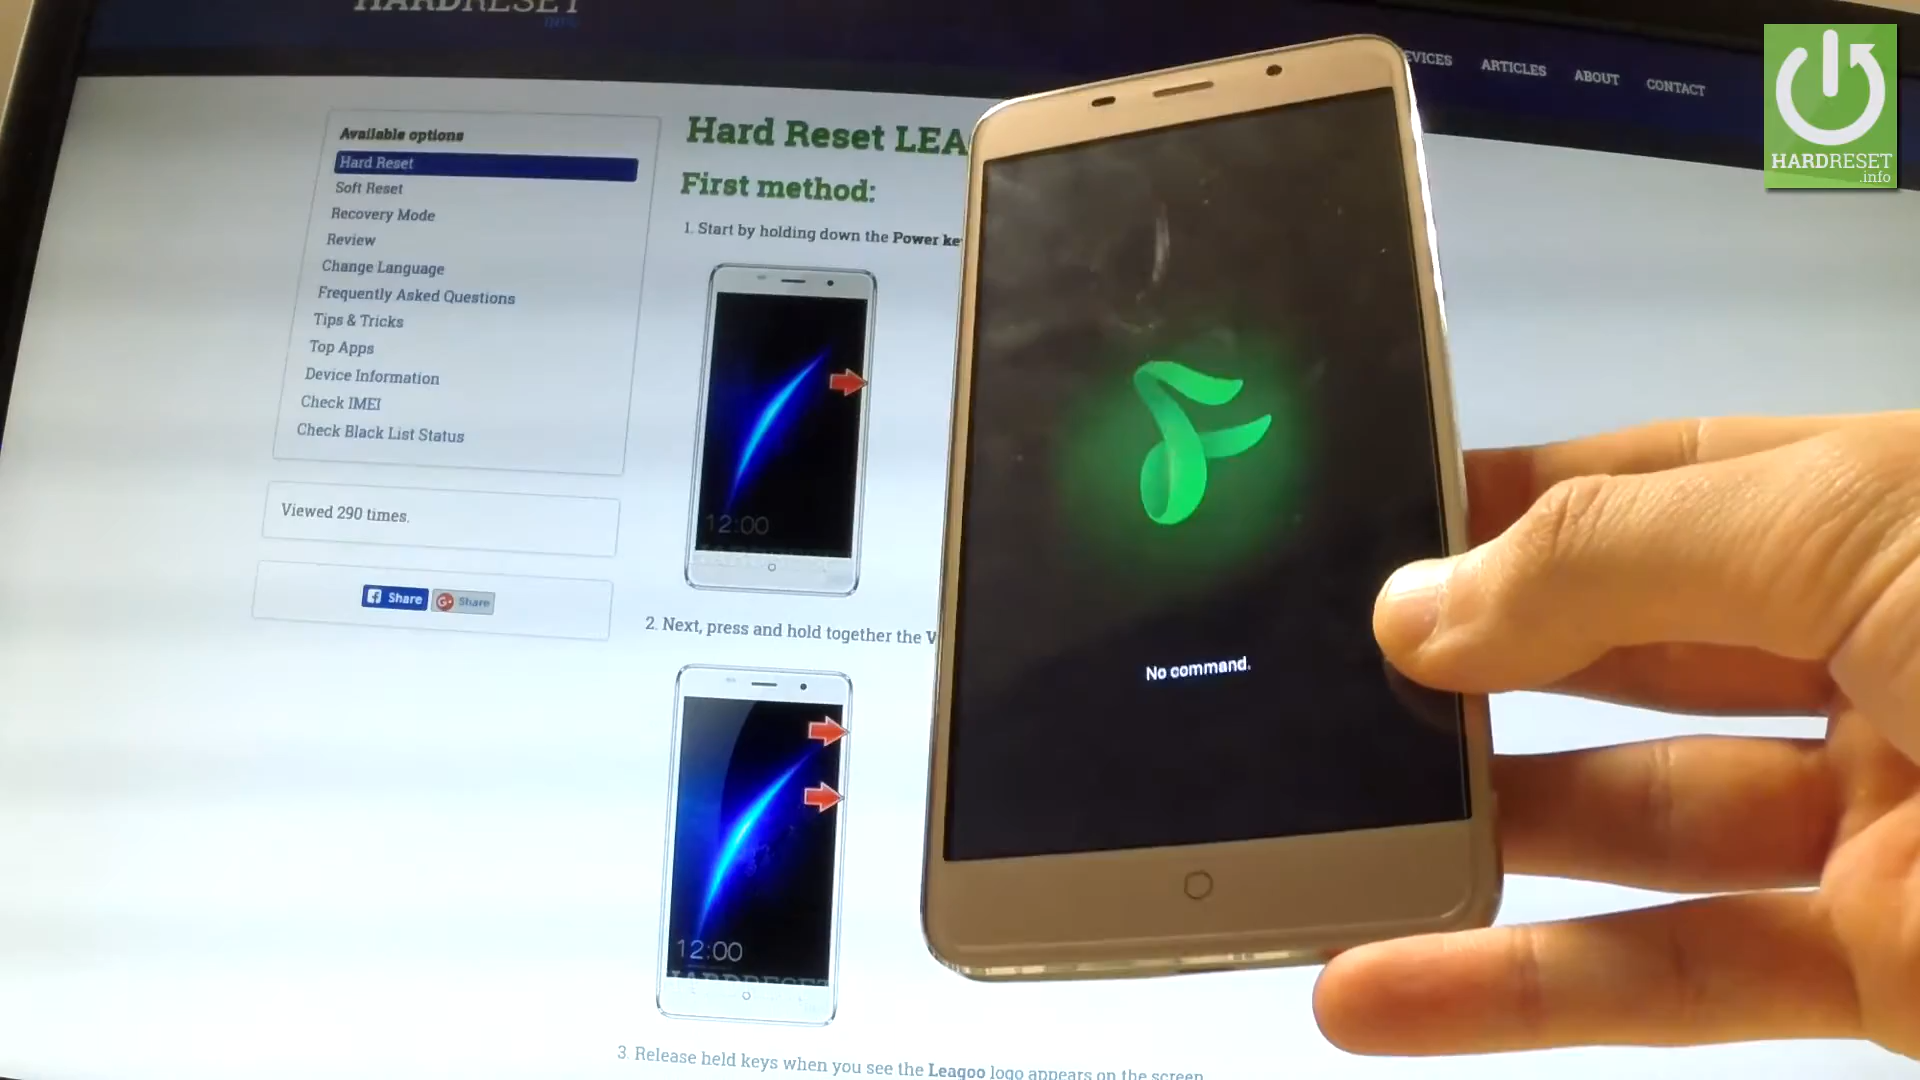 HARDRESET
INFO
DEVICES ARTICLES ABOUT CONTACT
HARDRESET
.info
Available options
Hard Reset
Soft Reset
Recovery Mode
Review
Change Language
Frequently Asked Questions
Tips & Tricks
Top Apps
Device Information
Check IMEI
Check Black List Status
Viewed 290 times.
Share
Share
Hard Reset LEA
First method:
1. Start by holding down the Power ke
12:00
2. Next, press and hold together the V
12:00
HARDRESET
3. Release held keys when you see the Leagoo logo appears on the screen
No command.